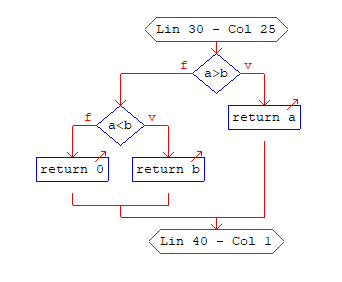 Lin 30 - Col 25
f
a>b
v
f
a<b
v
return a
return 0
return b
Lin 40 - Col 1